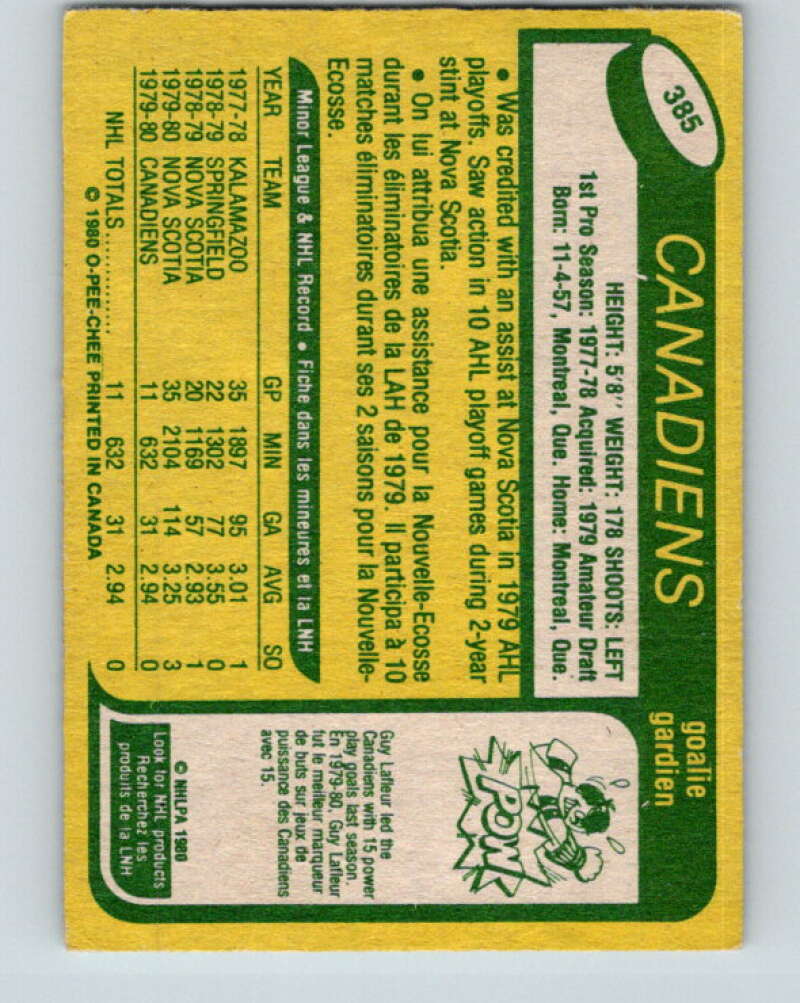 385
CANADIENS
goalie
gardien
HEIGHT: 5'8'' WEIGHT: 178 SHOOTS: LEFT
1st Pro Season: 1977-78 Acquired: 1979 Amateur Draft
Born: 11-4-57, Montreal, Que. Home: Montreal, Que.
• Was credited with an assist at Nova Scotia in 1979 AHL
playoffs. Saw action in 10 AHL playoff games during 2-year
stint at Nova Scotia.
• On lui attribua une assistance pour la Nouvelle-Ecosse
durant les éliminatoires de la LAH de 1979. Il participa à 10
matches éliminatoires durant ses 2 saisons pour la Nouvelle-
Ecosse.
Minor League & NHL Record • Fiche dans les mineures et la LNH
YEAR TEAM GP MIN GA AVG SO
1977-78 KALAMAZOO 35 1897 95 3.01 1
1978-79 SPRINGFIELD 22 1302 77 3.55 0
1978-79 NOVA SCOTIA 20 1169 57 2.93 1
1979-80 NOVA SCOTIA 35 2104 114 3.25 3
1979-80 CANADIENS 11 632 31 2.94 0
NHL TOTALS............ 11 632 31 2.94 0
© 1980 O-PEE-CHEE PRINTED IN CANADA
POW!
Guy Lafleur led the
Canadiens with 15 power
play goals last season.
En 1979-80, Guy Lafleur
fut le meilleur marqueur
de buts sur jeux de
puissance des Canadiens
avec 15.
© NHLPA 1980
Look for NHL products
Recherchez les
produits de la LNH